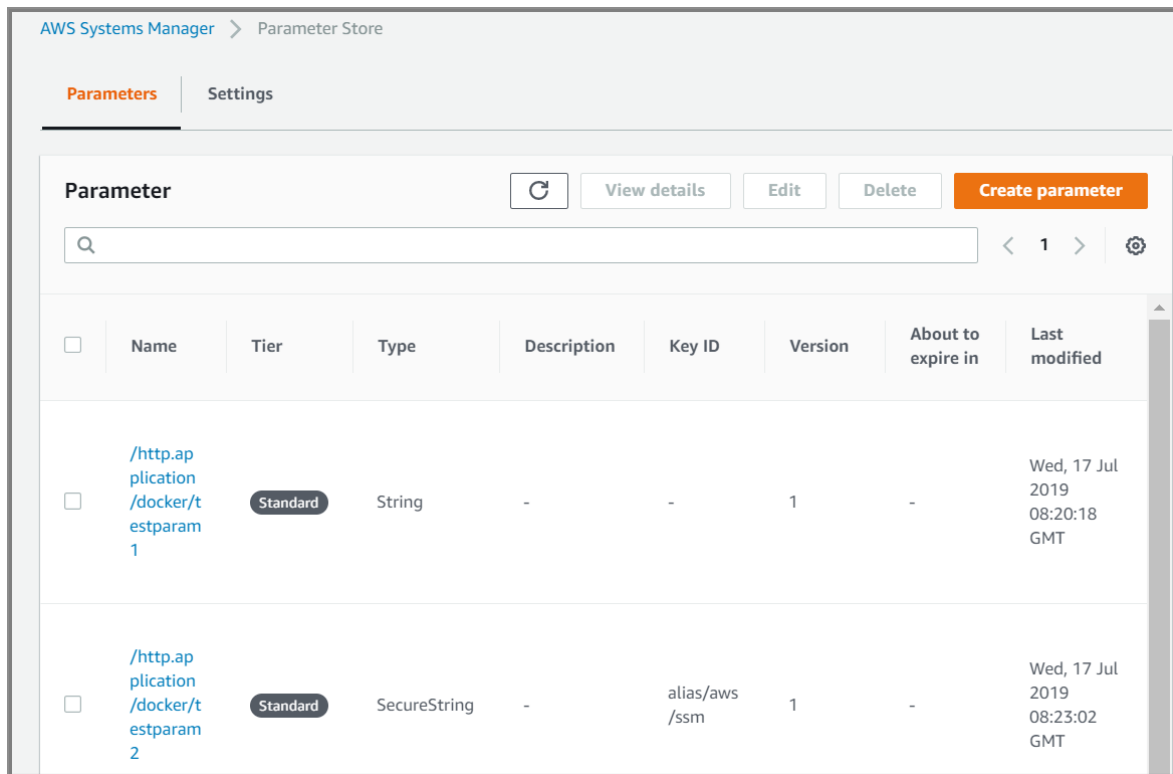 AWS Systems Manager > Parameter Store
Parameters Settings
Parameter View details Edit Delete Create parameter
1
Name Tier Type Description Key ID Version About to expire in Last modified
/http.ap
plication
/docker/t
estparam
1
Standard String - - 1 -
Wed, 17 Jul
2019
08:20:18
GMT
/http.ap
plication
/docker/t
estparam
2
Standard SecureString -
alias/aws
/ssm
1 -
Wed, 17 Jul
2019
08:23:02
GMT